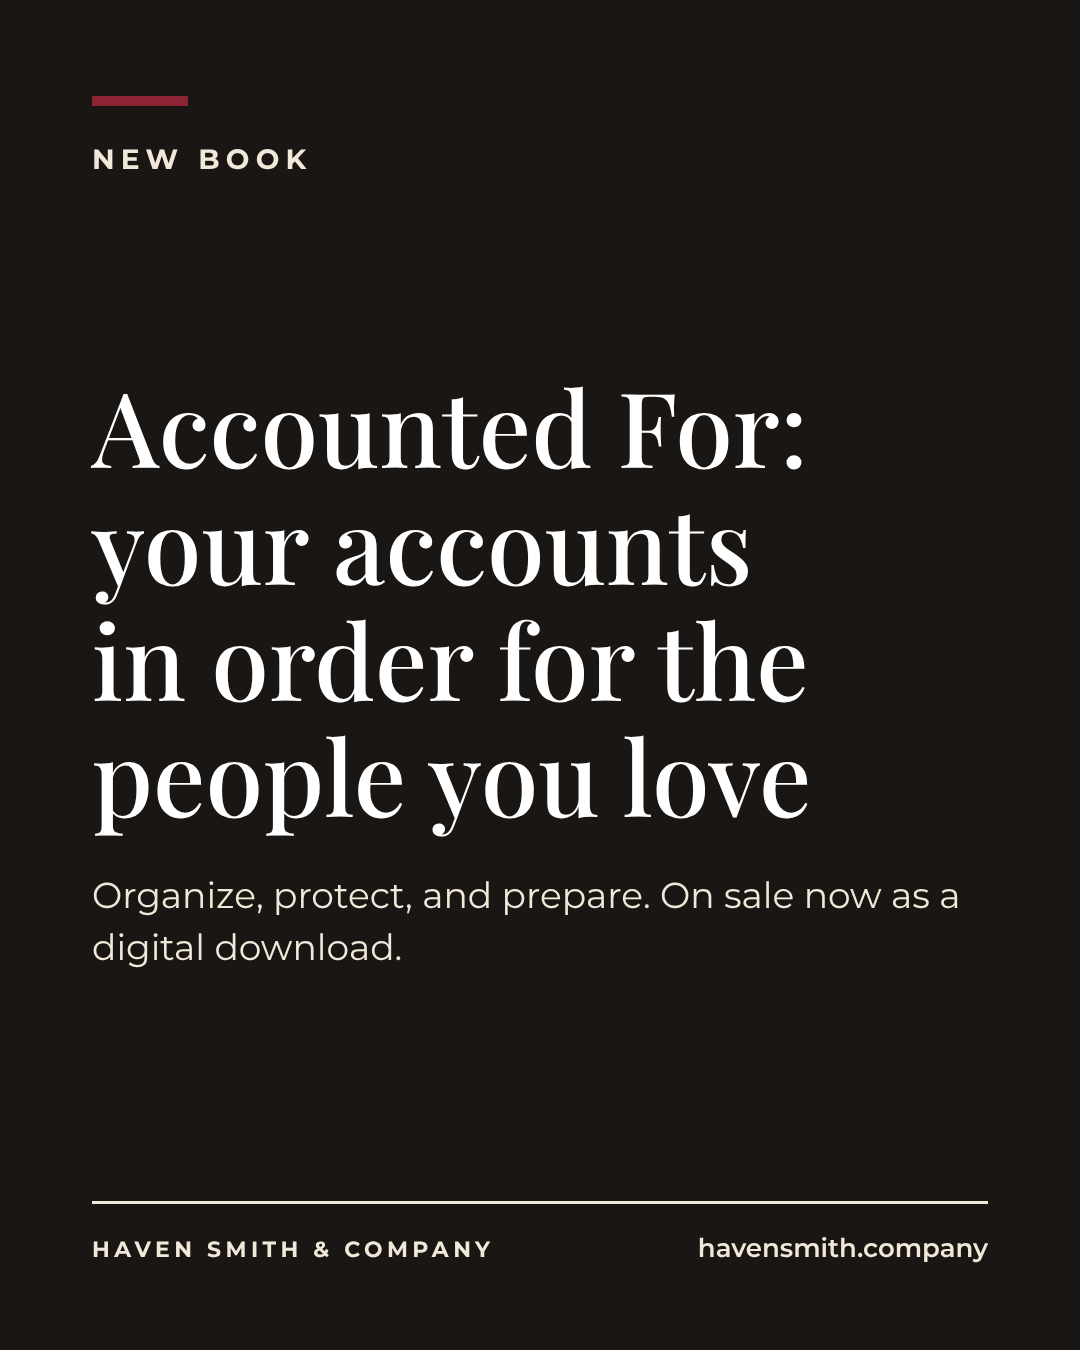 NEW BOOK
Accounted For:
your accounts
in order for the
people you love
Organize, protect, and prepare. On sale now as a
digital download.
HAVEN SMITH & COMPANY
havensmith.company